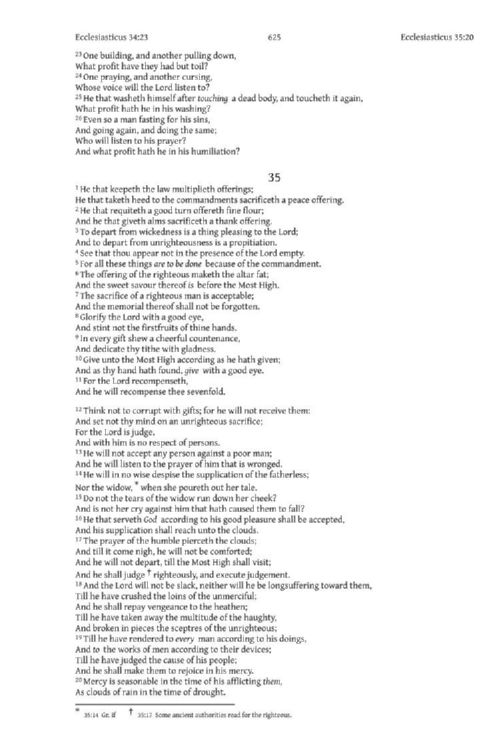 Ecclesiasticus 34:23 625 Ecclesiasticus 35:20
23 One building, and another pulling down,
What profit have they had but toil?
24 One praying, and another cursing,
Whose voice will the Lord listen to?
25 He that washeth himself after touching a dead body, and toucheth it again,
What profit hath he in his washing?
26 Even so a man fasting for his sins,
And going again, and doing the same;
Who will listen to his prayer?
And what profit hath he in his humiliation?
35
1 He that keepeth the law multiplieth offerings;
He that taketh heed to the commandments sacrificeth a peace offering.
2 He that requiteth a good turn offereth fine flour;
And he that giveth alms sacrificeth a thank offering.
3 To depart from wickedness is a thing pleasing to the Lord;
And to depart from unrighteousness is a propitiation.
4 See that thou appear not in the presence of the Lord empty.
5 For all these things are to be done because of the commandment.
6 The offering of the righteous maketh the altar fat;
And the sweet savour thereof is before the Most High.
7 The sacrifice of a righteous man is acceptable;
And the memorial thereof shall not be forgotten.
8 Glorify the Lord with a good eye,
And stint not the firstfruits of thine hands.
9 In every gift shew a cheerful countenance,
And dedicate thy tithe with gladness.
10 Give unto the Most High according as he hath given;
And as thy hand hath found, give with a good eye.
11 For the Lord recompenseth,
And he will recompense thee sevenfold.
12 Think not to corrupt with gifts; for he will not receive them:
And set not thy mind on an unrighteous sacrifice;
For the Lord is judge,
And with him is no respect of persons.
13 He will not accept any person against a poor man;
And he will listen to the prayer of him that is wronged.
14 He will in no wise despise the supplication of the fatherless;
Nor the widow, * when she poureth out her tale.
15 Do not the tears of the widow run down her cheek?
And is not her cry against him that hath caused them to fall?
16 He that serveth God according to his good pleasure shall be accepted,
And his supplication shall reach unto the clouds.
17 The prayer of the humble pierceth the clouds;
And till it come nigh, he will not be comforted;
And he will not depart, till the Most High shall visit;
And he shall judge † righteously, and execute judgement.
18 And the Lord will not be slack, neither will he be longsuffering toward them,
Till he have crushed the loins of the unmerciful;
And he shall repay vengeance to the heathen;
Till he have taken away the multitude of the haughty,
And broken in pieces the sceptres of the unrighteous;
19 Till he have rendered to every man according to his doings,
And to the works of men according to their devices;
Till he have judged the cause of his people;
And he shall make them to rejoice in his mercy.
20 Mercy is seasonable in the time of his afflicting them,
As clouds of rain in the time of drought.
* 35:14 Gr. if † 35:17 Some ancient authorities read for the righteous.